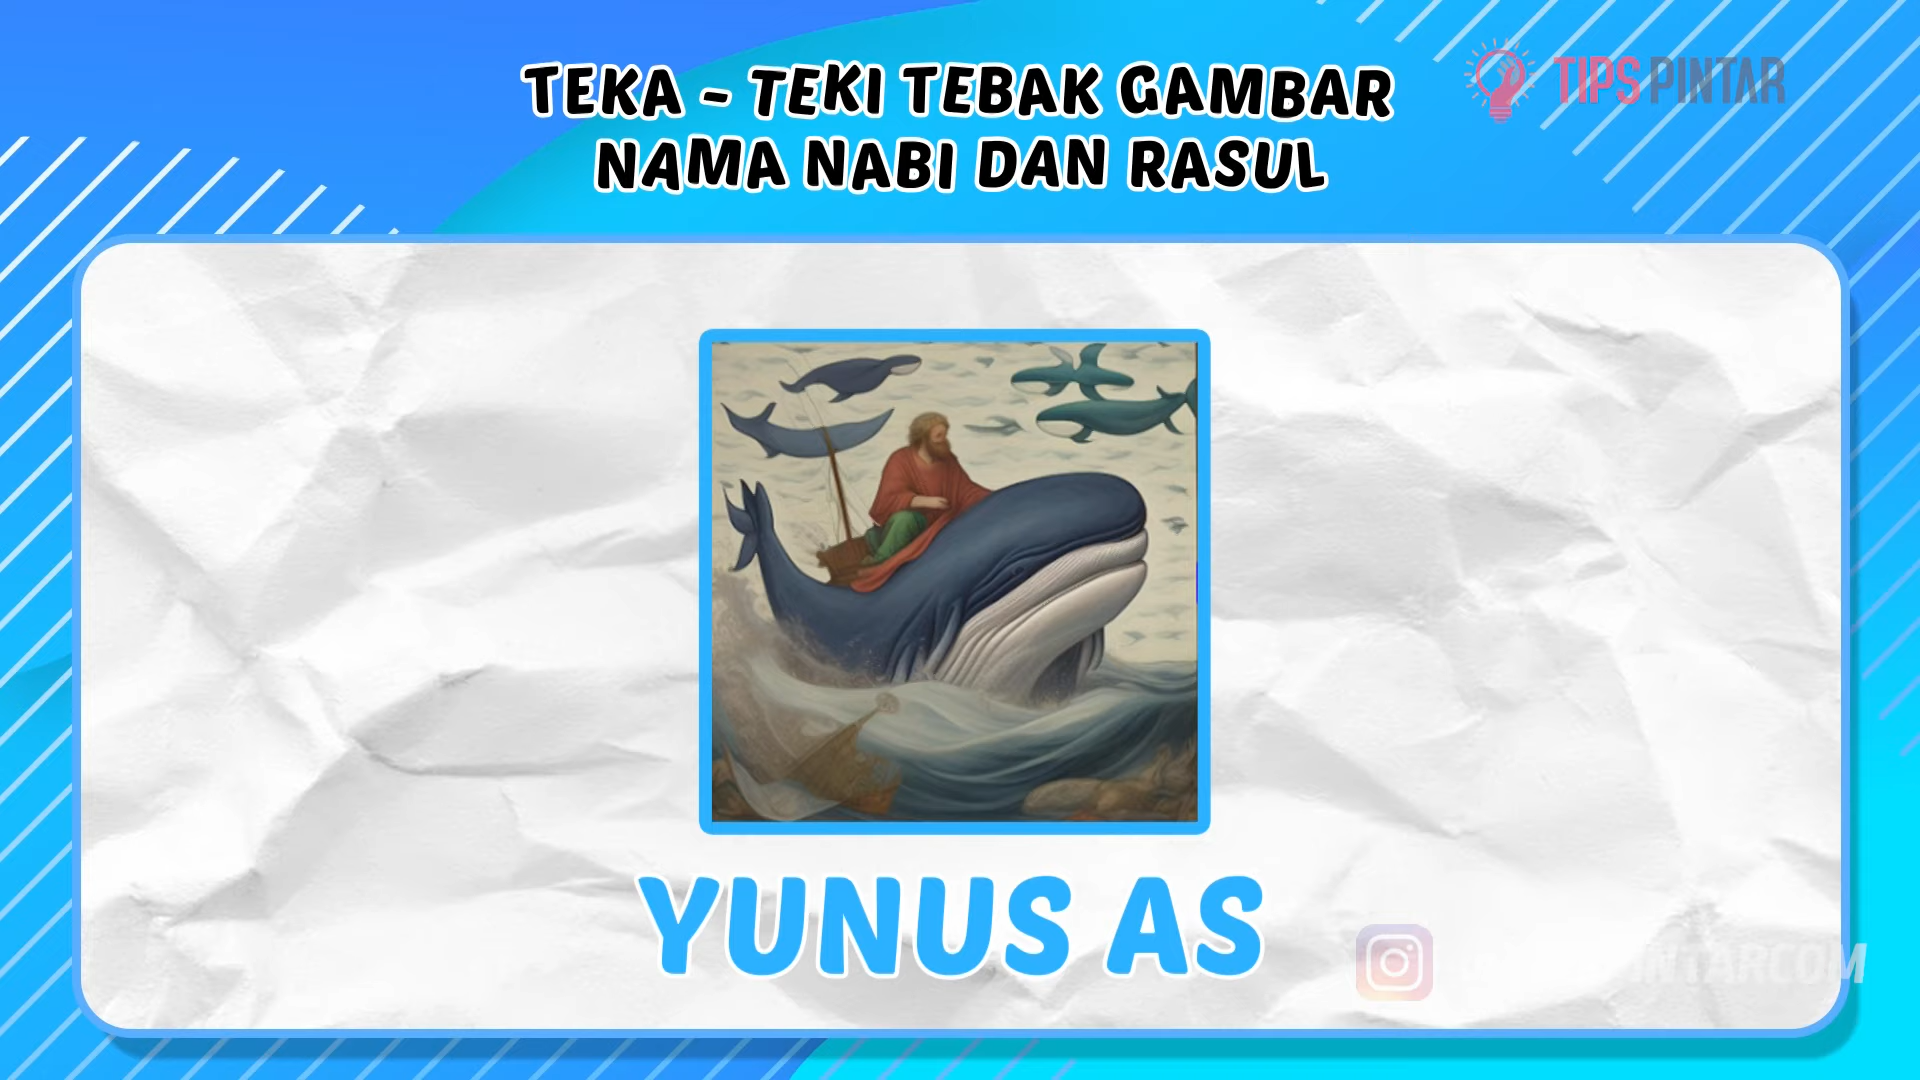 TEKA - TEKI TEBAK GAMBAR
NAMA NABI DAN RASUL
TIPS PINTAR
YUNUS AS